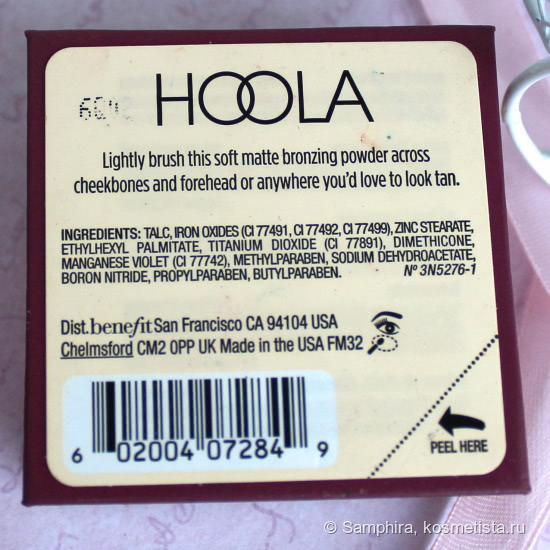 HOOLA
Lightly brush this soft matte bronzing powder across
cheekbones and forehead or anywhere you'd love to look tan.
INGREDIENTS: TALC, IRON OXIDES (CI 77491, CI 77492, CI 77499), ZINC STEARATE,
ETHYLHEXYL PALMITATE, TITANIUM DIOXIDE (CI 77891), DIMETHICONE,
MANGANESE VIOLET (CI 77742), METHYLPARABEN, SODIUM DEHYDROACETATE,
BORON NITRIDE, PROPYLPARABEN, BUTYLPARABEN. Nº 3N5276-1
Dist. benefit San Francisco CA 94104 USA
Chelmsford CM2 0PP UK Made in the USA FM32
6 02004 07284 9
PEEL HERE
© Samphira, kosmetista.ru